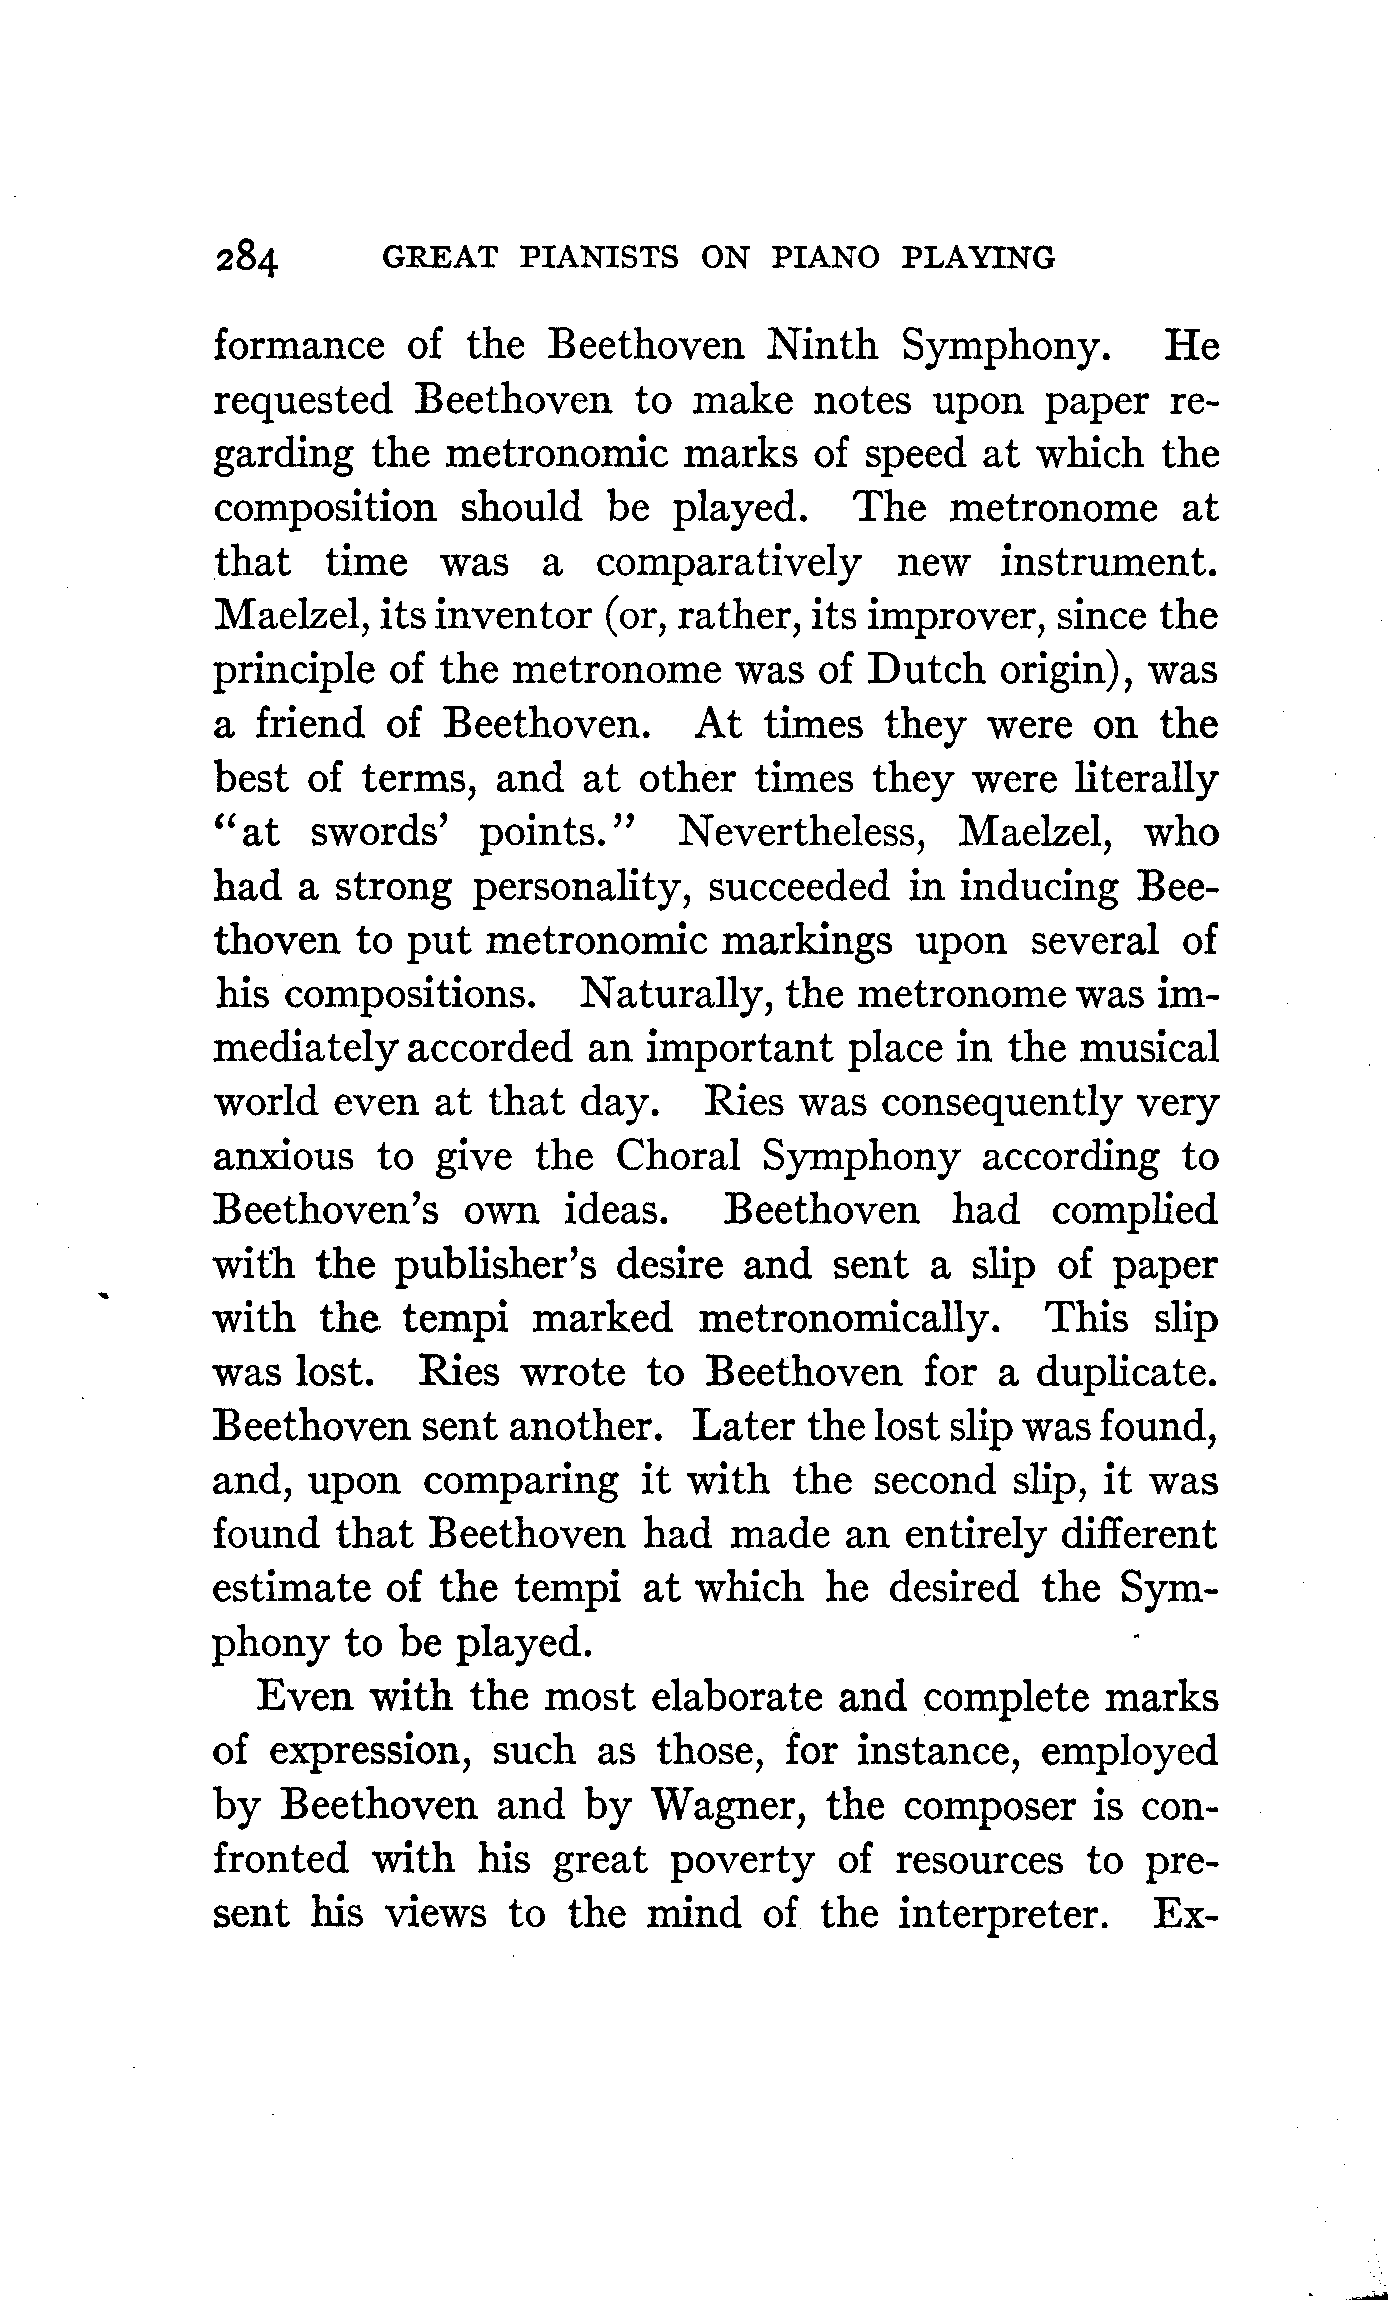 284 GREAT PIANISTS ON PIANO PLAYING
formance of the Beethoven Ninth Symphony. He
requested Beethoven to make notes upon paper re-
garding the metronomic marks of speed at which the
composition should be played. The metronome at
that time was a comparatively new instrument.
Maelzel, its inventor (or, rather, its improver, since the
principle of the metronome was of Dutch origin), was
a friend of Beethoven. At times they were on the
best of terms, and at other times they were literally
"at swords' points." Nevertheless, Maelzel, who
had a strong personality, succeeded in inducing Bee-
thoven to put metronomic markings upon several of
his compositions. Naturally, the metronome was im-
mediately accorded an important place in the musical
world even at that day. Ries was consequently very
anxious to give the Choral Symphony according to
Beethoven's own ideas. Beethoven had complied
with the publisher's desire and sent a slip of paper
with the tempi marked metronomically. This slip
was lost. Ries wrote to Beethoven for a duplicate.
Beethoven sent another. Later the lost slip was found,
and, upon comparing it with the second slip, it was
found that Beethoven had made an entirely different
estimate of the tempi at which he desired the Sym-
phony to be played.
Even with the most elaborate and complete marks
of expression, such as those, for instance, employed
by Beethoven and by Wagner, the composer is con-
fronted with his great poverty of resources to pre-
sent his views to the mind of the interpreter. Ex-